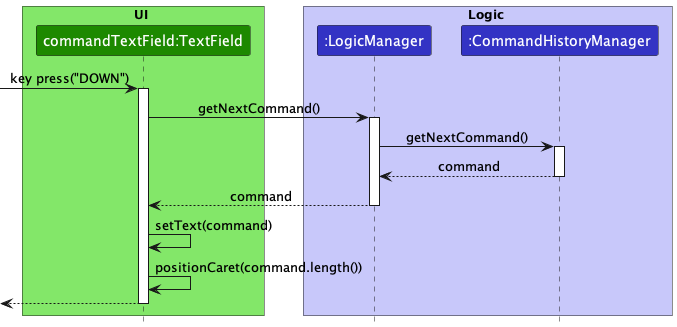 UI
Logic
commandTextField:TextField
:LogicManager
:CommandHistoryManager
key press("DOWN")
getNextCommand()
getNextCommand()
command
command
setText(command)
positionCaret(command.length())